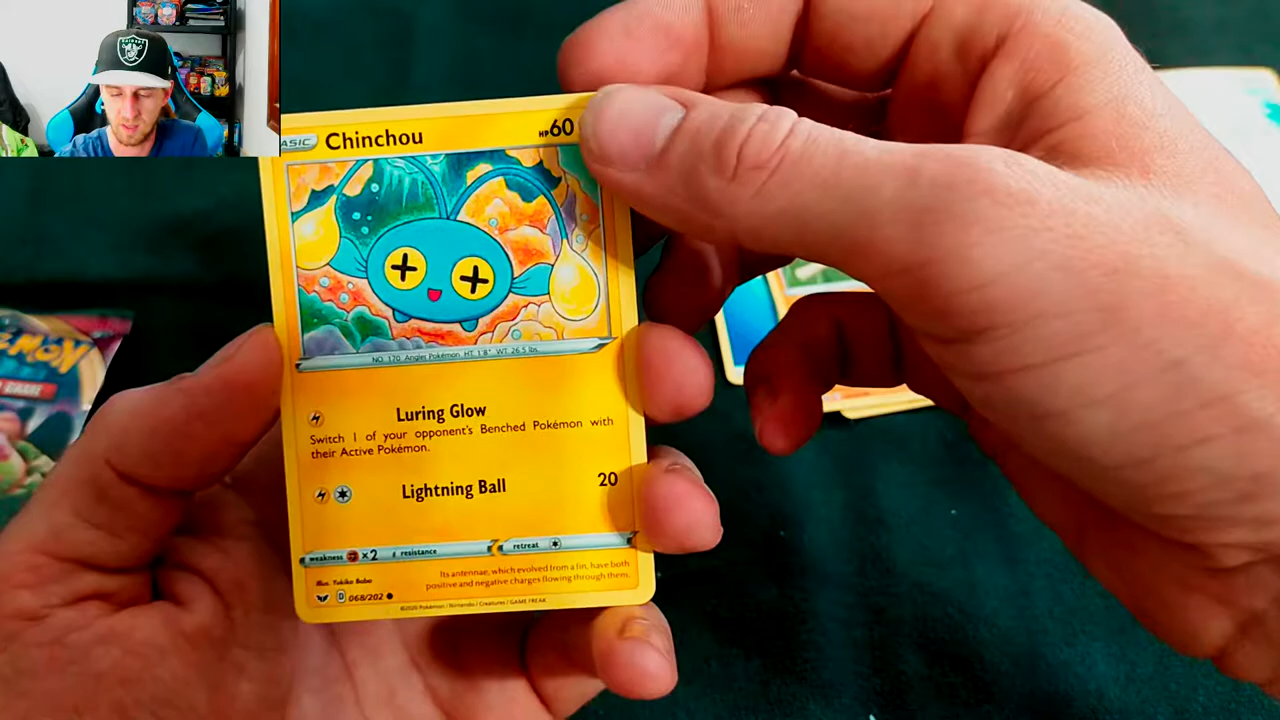 RAIDERS
ASIC Chinchou HP60
NO. 170 Angler Pokémon HT: 1'8" WT: 26.5 lbs.
Luring Glow
Switch 1 of your opponent's Benched Pokémon with
their Active Pokémon.
Lightning Ball 20
weakness ×2 resistance retreat
Its antennae, which evolved from a fin, have both
positive and negative charges flowing through them.
Illus. Yukiko Baba
D 068/202
©2020 Pokémon / Nintendo / Creatures / GAME FREAK
EMON
GAME